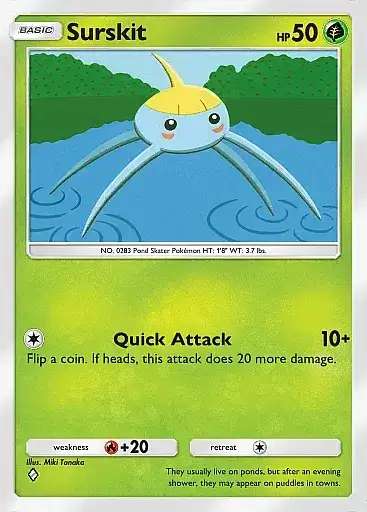 BASIC Surskit HP 50
NO. 0283 Pond Skater Pokémon HT: 1'8" WT: 3.7 lbs.
Quick Attack 10+
Flip a coin. If heads, this attack does 20 more damage.
weakness +20 retreat
Illus. Miki Tanaka
They usually live on ponds, but after an evening
shower, they may appear on puddles in towns.